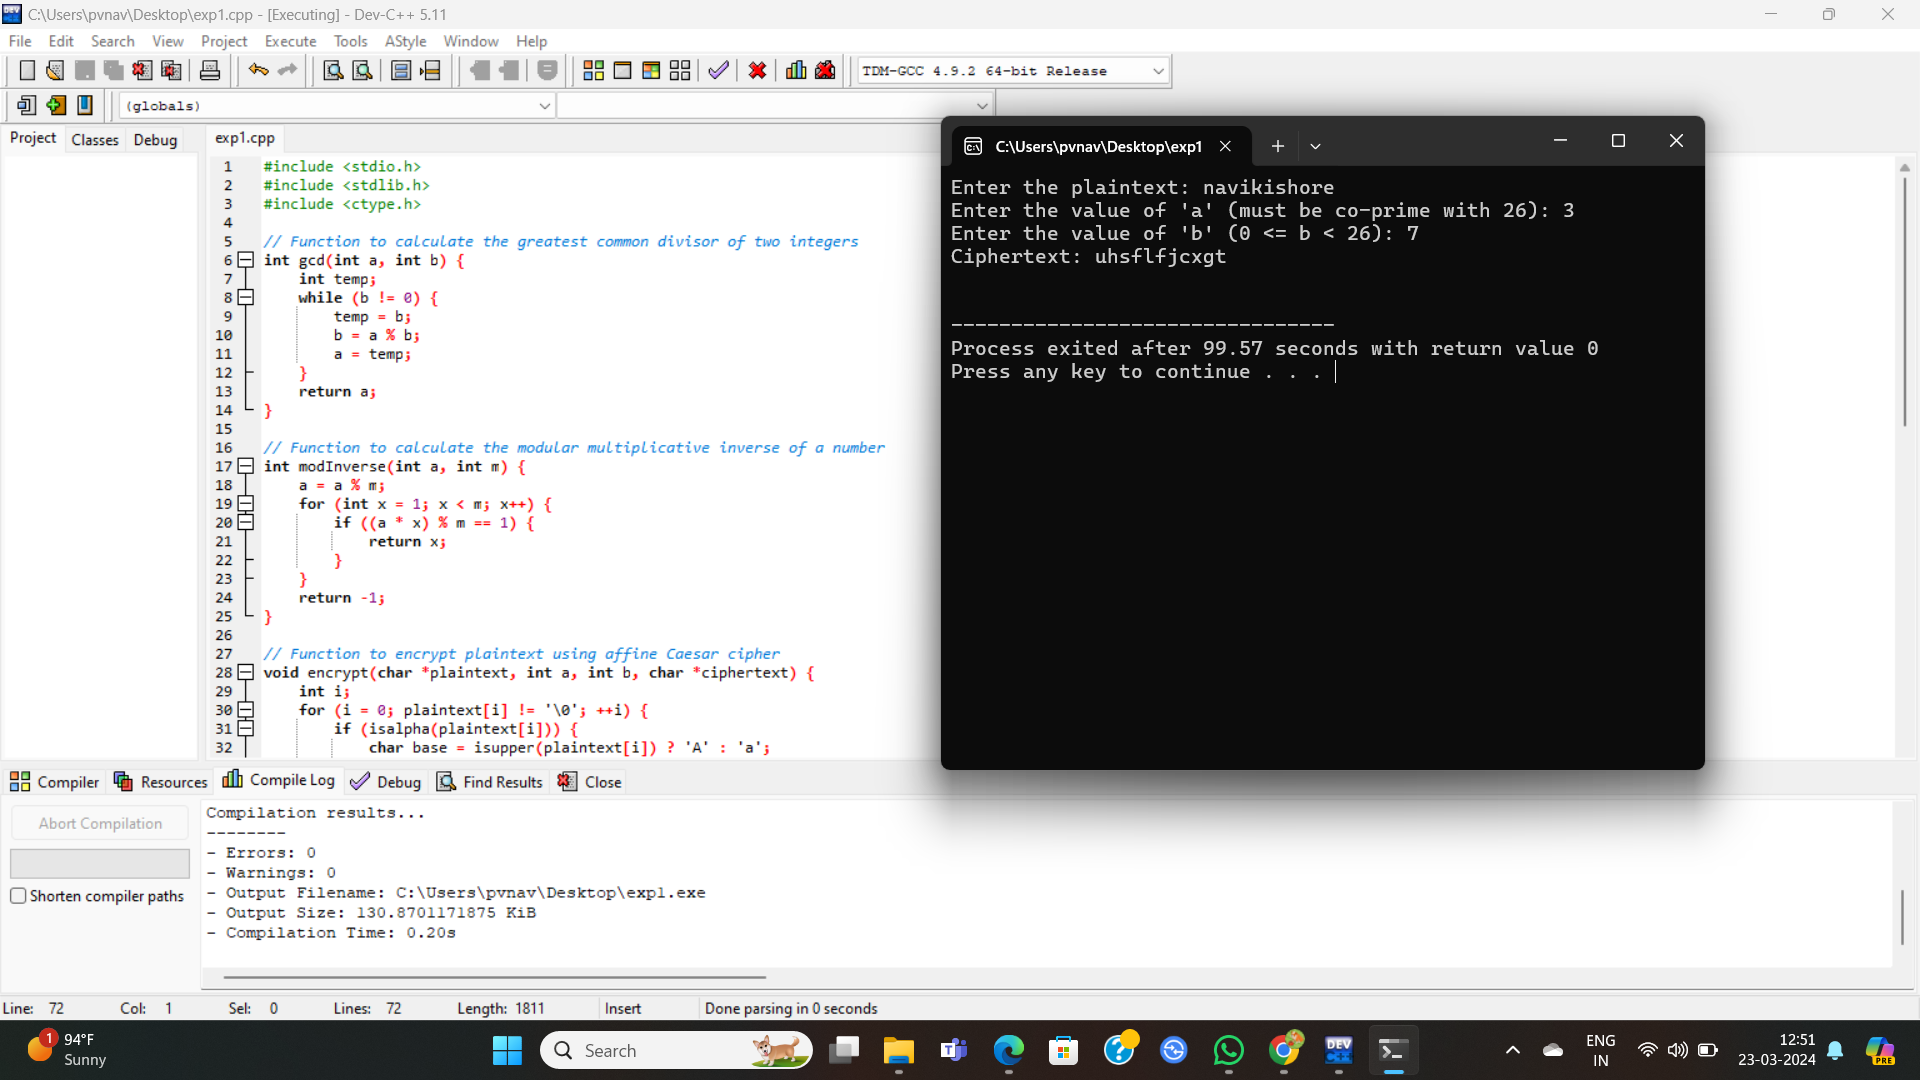 C:\Users\pvnav\Desktop\exp1.cpp - [Executing] - Dev-C++ 5.11
File Edit Search View Project Execute Tools AStyle Window Help
TDM-GCC 4.9.2 64-bit Release
(globals)
Project Classes Debug
exp1.cpp
1 #include <stdio.h>
2 #include <stdlib.h>
3 #include <ctype.h>
4
5 // Function to calculate the greatest common divisor of two integers
6 int gcd(int a, int b) {
7 int temp;
8 while (b != 0) {
9 temp = b;
10 b = a % b;
11 a = temp;
12 }
13 return a;
14 }
15
16 // Function to calculate the modular multiplicative inverse of a number
17 int modInverse(int a, int m) {
18 a = a % m;
19 for (int x = 1; x < m; x++) {
20 if ((a * x) % m == 1) {
21 return x;
22 }
23 }
24 return -1;
25 }
26
27 // Function to encrypt plaintext using affine Caesar cipher
28 void encrypt(char *plaintext, int a, int b, char *ciphertext) {
29 int i;
30 for (i = 0; plaintext[i] != '\0'; ++i) {
31 if (isalpha(plaintext[i])) {
32 char base = isupper(plaintext[i]) ? 'A' : 'a';
C:\Users\pvnav\Desktop\exp1
Enter the plaintext: navikishore
Enter the value of 'a' (must be co-prime with 26): 3
Enter the value of 'b' (0 <= b < 26): 7
Ciphertext: uhsflfjcxgt
--------------------------------
Process exited after 99.57 seconds with return value 0
Press any key to continue . . .
Compiler Resources Compile Log Debug Find Results Close
Abort Compilation
Shorten compiler paths
Compilation results...
--------
- Errors: 0
- Warnings: 0
- Output Filename: C:\Users\pvnav\Desktop\exp1.exe
- Output Size: 130.8701171875 KiB
- Compilation Time: 0.20s
Line: 72 Col: 1 Sel: 0 Lines: 72 Length: 1811 Insert Done parsing in 0 seconds
1
94°F
Sunny
Search
DEV
C++
ENG
IN
12:51
23-03-2024
PRE